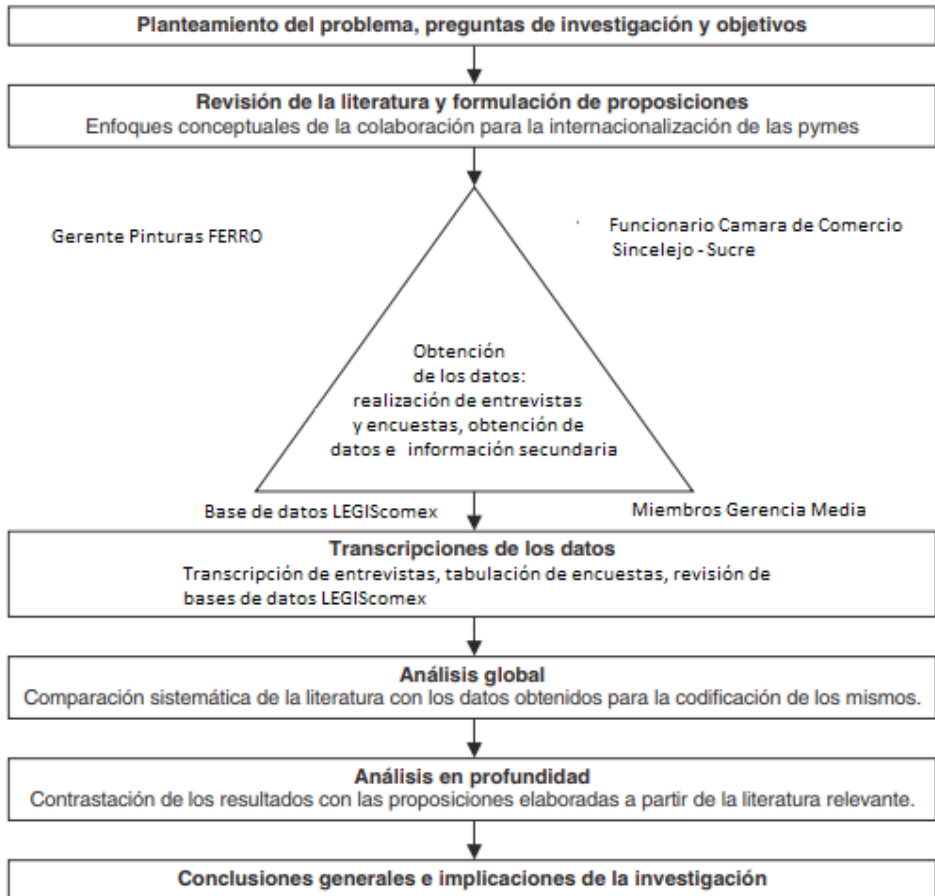 Planteamiento del problema, preguntas de investigación y objetivos
Revisión de la literatura y formulación de proposiciones
Enfoques conceptuales de la colaboración para la internacionalización de las pymes
Gerente Pinturas FERRO
Funcionario Camara de Comercio
Sincelejo - Sucre
Obtención
de los datos:
realización de entrevistas
y encuestas, obtención de
datos e información secundaria
Base de datos LEGIScomex
Miembros Gerencia Media
Transcripciones de los datos
Transcripción de entrevistas, tabulación de encuestas, revisión de
bases de datos LEGIScomex
Análisis global
Comparación sistemática de la literatura con los datos obtenidos para la codificación de los mismos.
Análisis en profundidad
Contrastación de los resultados con las proposiciones elaboradas a partir de la literatura relevante.
Conclusiones generales e implicaciones de la investigación